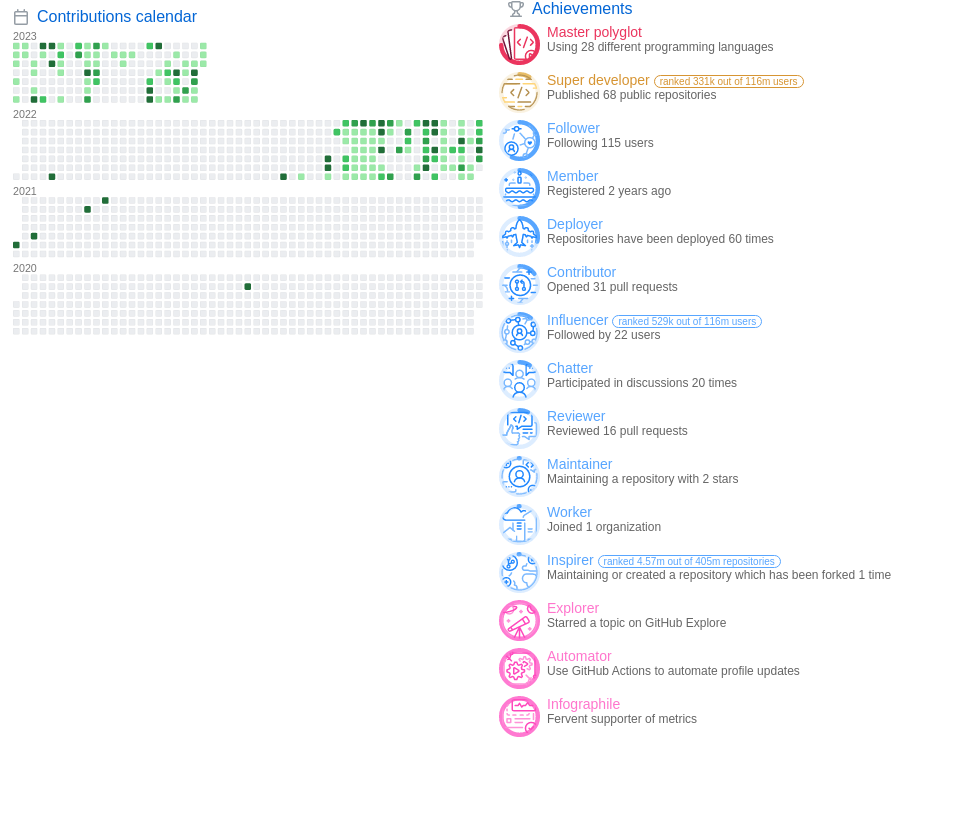 Contributions calendar
2023
2022
2021
2020
Achievements
Master polyglot
Using 28 different programming languages
Super developer ranked 331k out of 116m users
Published 68 public repositories
Follower
Following 115 users
Member
Registered 2 years ago
Deployer
Repositories have been deployed 60 times
Contributor
Opened 31 pull requests
Influencer ranked 529k out of 116m users
Followed by 22 users
Chatter
Participated in discussions 20 times
Reviewer
Reviewed 16 pull requests
Maintainer
Maintaining a repository with 2 stars
Worker
Joined 1 organization
Inspirer ranked 4.57m out of 405m repositories
Maintaining or created a repository which has been forked 1 time
Explorer
Starred a topic on GitHub Explore
Automator
Use GitHub Actions to automate profile updates
Infographile
Fervent supporter of metrics